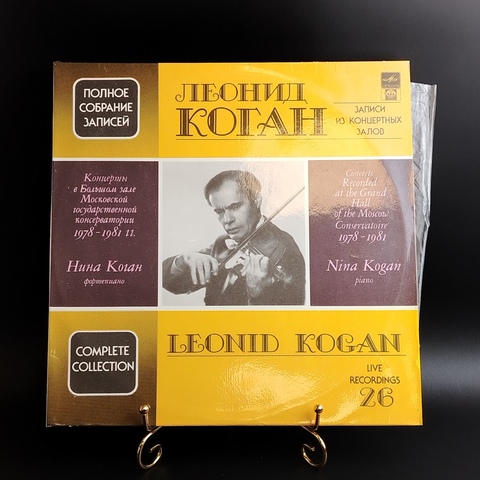 ПОЛНОЕ
СОБРАНИЕ
ЗАПИСЕЙ
ЛЕОНИД
КОГАН
ЗАПИСИ
ИЗ КОНЦЕРТНЫХ
ЗАЛОВ
Концерты
в Большом зале
Московской
государственной
консерватории
1978-1981 гг.
Нина Коган
фортепиано
Concerts
Recorded
at the Grand
Hall
of the Moscow
Conservatoire
1978-1981
Nina Kogan
piano
COMPLETE
COLLECTION
LEONID KOGAN
LIVE
RECORDINGS
26